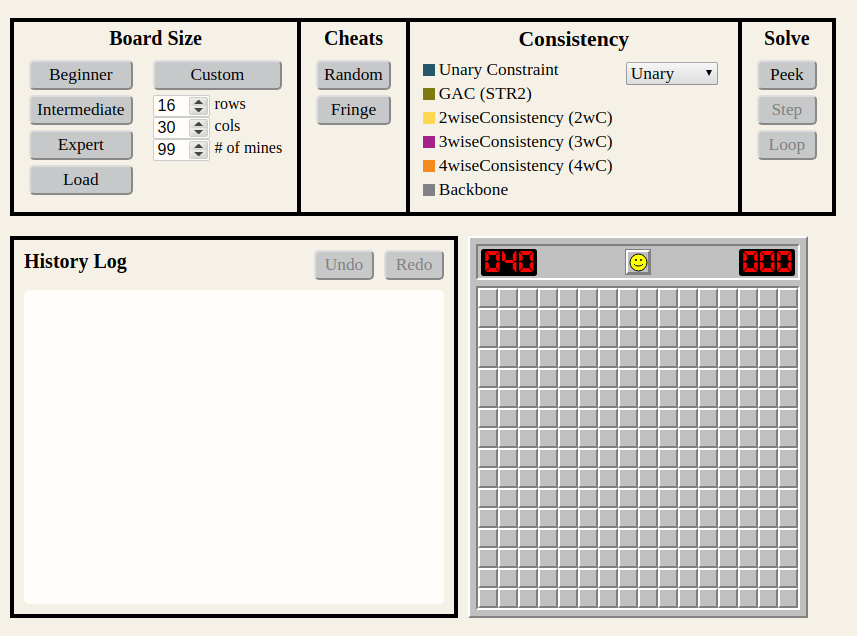 Board Size
Cheats
Consistency
Solve
Beginner
Custom
Random
Unary Constraint
Unary
Peek
Intermediate
16 rows
Fringe
GAC (STR2)
Step
30 cols
2wiseConsistency (2wC)
Expert
99 # of mines
3wiseConsistency (3wC)
Loop
Load
4wiseConsistency (4wC)
Backbone
History Log
Undo
Redo
040
000